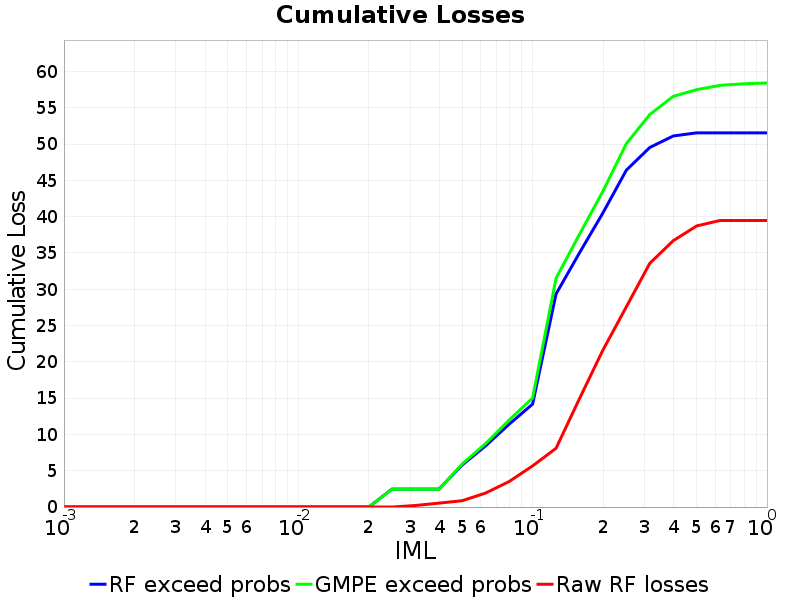 Cumulative Losses
Cumulative Loss
60
55
50
45
40
35
30
25
20
15
10
5
0
10^-3 2 3 4 5 6 10^-2 2 3 4 5 6 10^-1 2 3 4 5 6 7 10^0
IML
RF exceed probs GMPE exceed probs Raw RF losses